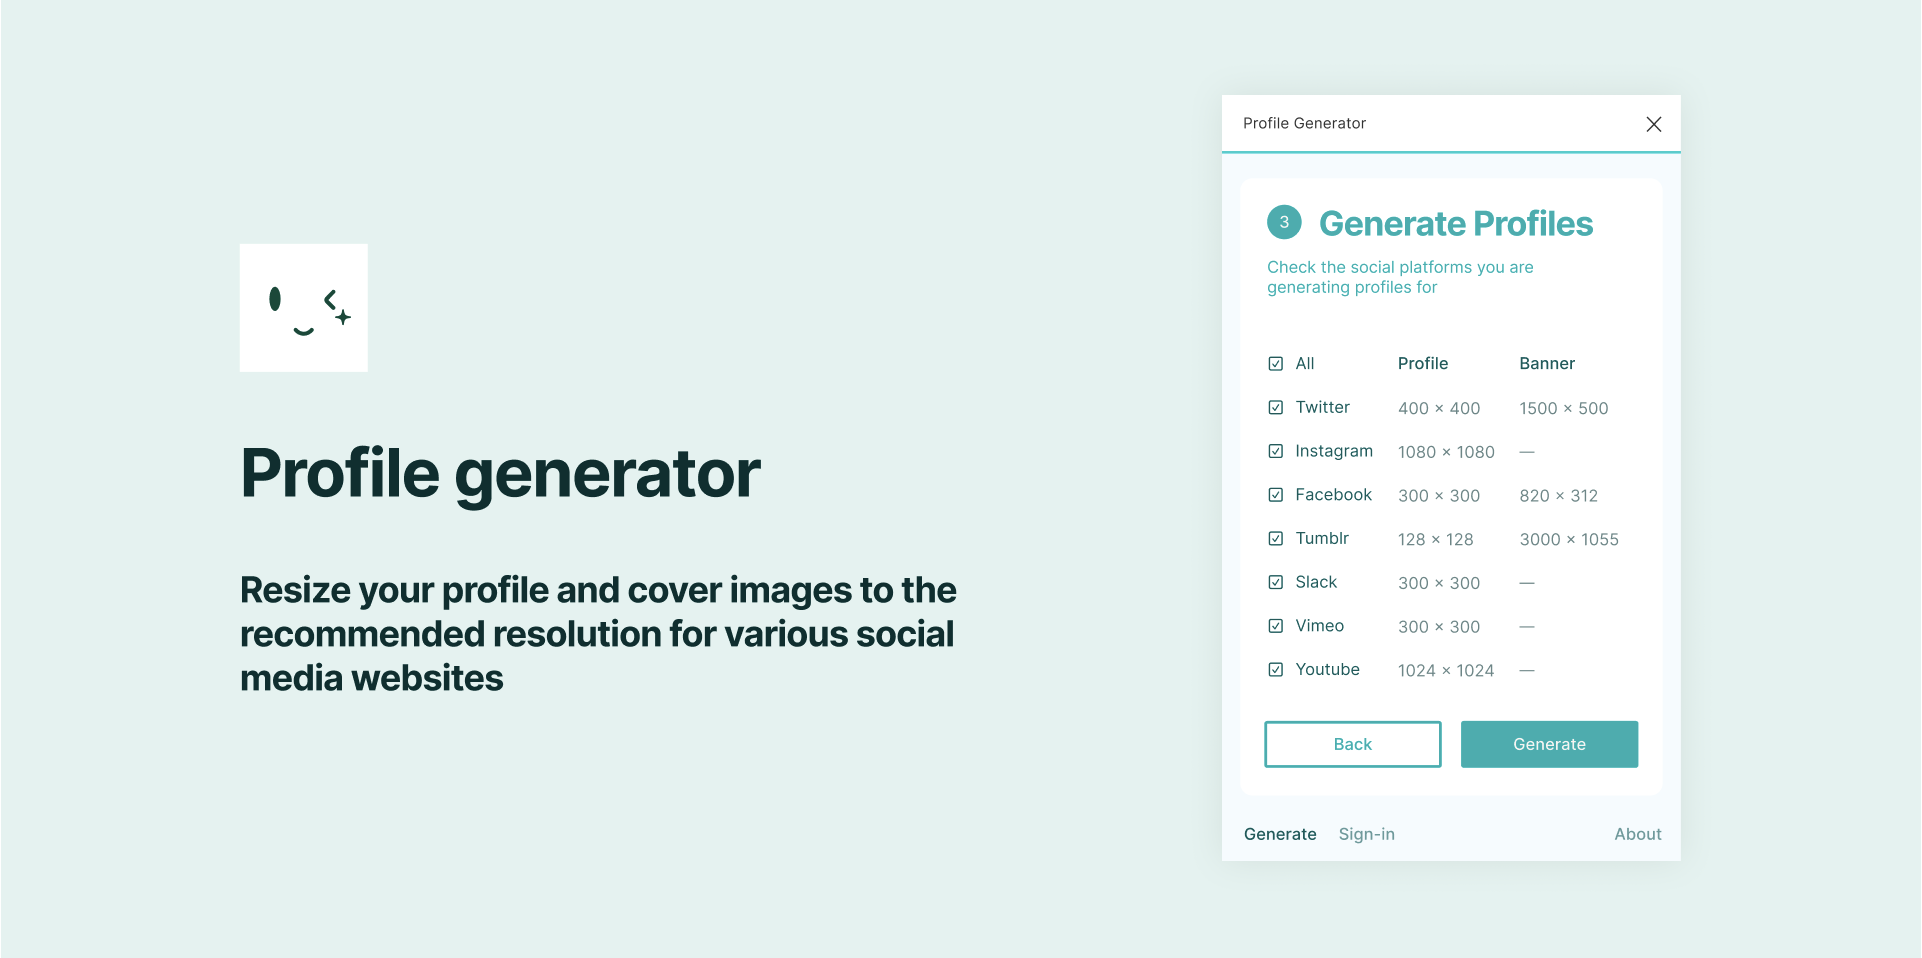 Profile generator
Resize your profile and cover images to the
recommended resolution for various social
media websites
Profile Generator
3 Generate Profiles
Check the social platforms you are
generating profiles for
All Profile Banner
Twitter 400 × 400 1500 × 500
Instagram 1080 × 1080 —
Facebook 300 × 300 820 × 312
Tumblr 128 × 128 3000 × 1055
Slack 300 × 300 —
Vimeo 300 × 300 —
Youtube 1024 × 1024 —
Back Generate
Generate Sign-in About